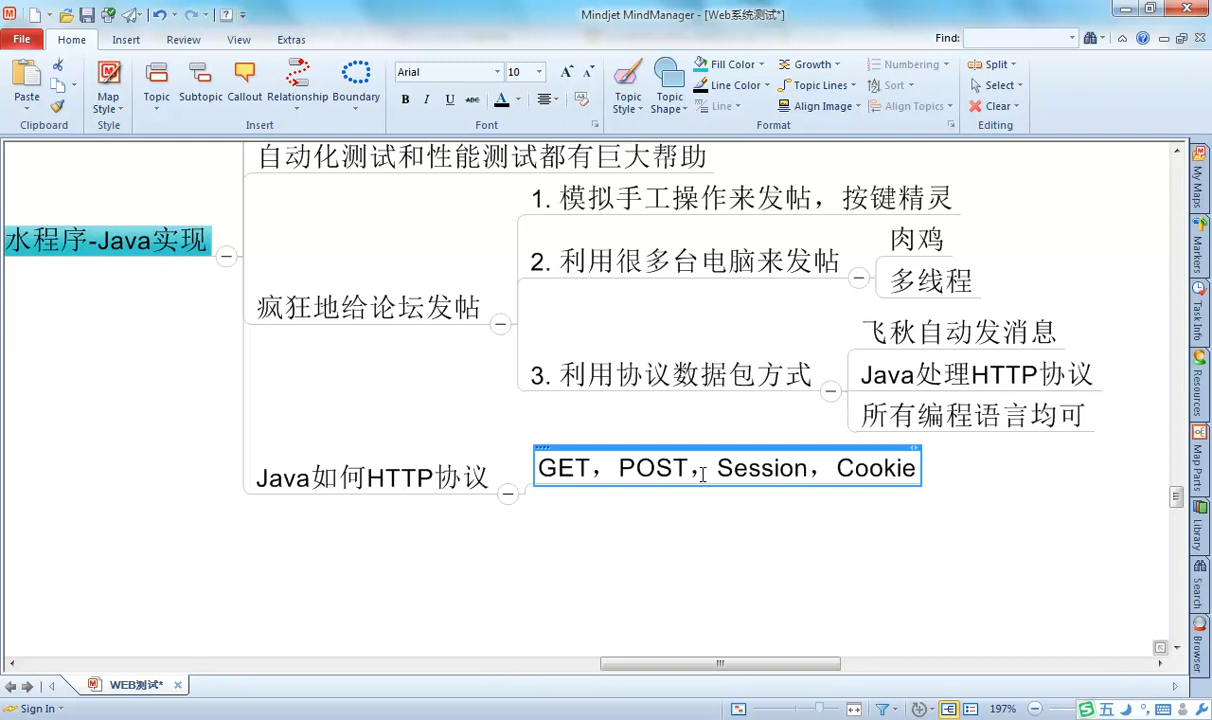 Mindjet MindManager - [Web系统测试*]
File Home Insert Review View Extras Find:
Paste Map Style Topic Subtopic Callout Relationship Boundary Arial 10 Topic Style Topic Shape Fill Color Growth Numbering Split
Line Color Topic Lines Sort Select
Line Align Image Align Topics Clear
B I U abc A
Clipboard Style Insert Font Format Editing
自动化测试和性能测试都有巨大帮助
1. 模拟手工操作来发帖，按键精灵
水程序-Java实现
肉鸡
2. 利用很多台电脑来发帖
多线程
疯狂地给论坛发帖
飞秋自动发消息
3. 利用协议数据包方式
Java处理HTTP协议
所有编程语言均可
Java如何HTTP协议
GET，POST，Session，Cookie
My Maps
Markers
Task Info
Resources
Map Parts
Library
Search
Browser
WEB测试*
Sign In 197% 五